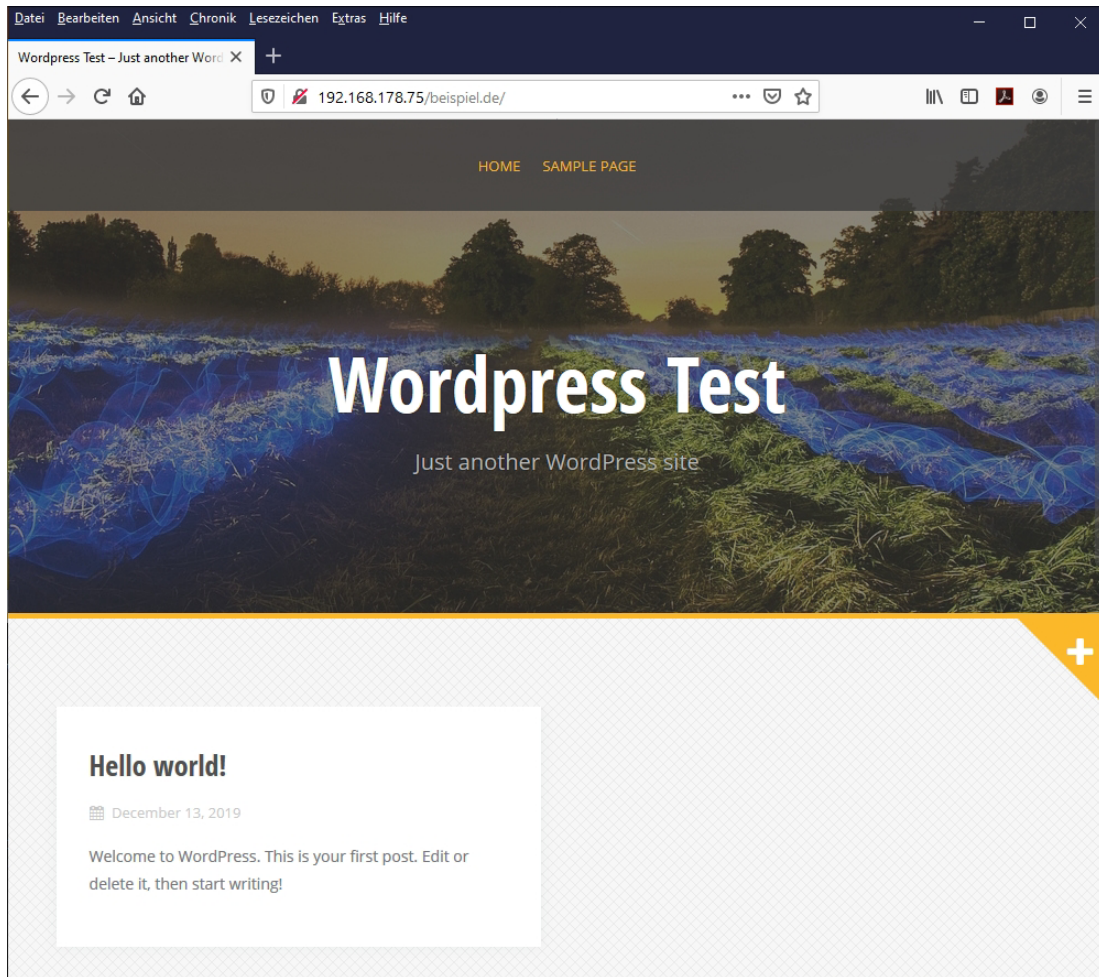 Datei Bearbeiten Ansicht Chronik Lesezeichen Extras Hilfe
Wordpress Test – Just another Word
192.168.178.75/beispiel.de/
HOME SAMPLE PAGE
Wordpress Test
Just another WordPress site
Hello world!
December 13, 2019
Welcome to WordPress. This is your first post. Edit or
delete it, then start writing!